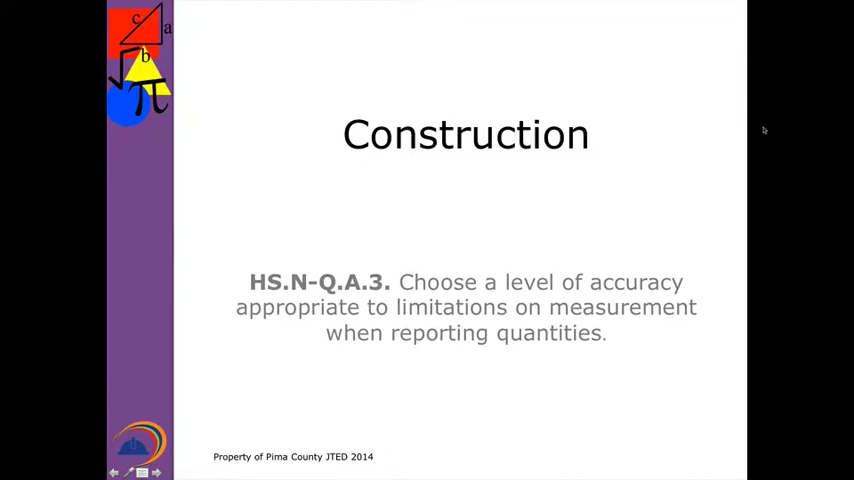 c
a
b
√
π
Construction
HS.N-Q.A.3. Choose a level of accuracy
appropriate to limitations on measurement
when reporting quantities.
Property of Pima County JTED 2014